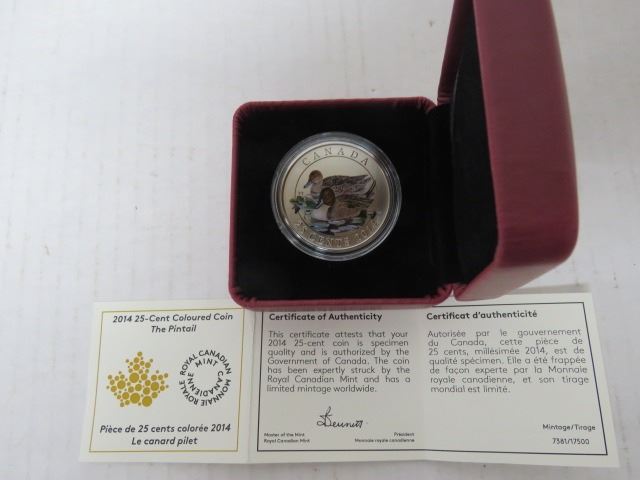 CANADA
25 CENTS 2014
2014 25-Cent Coloured Coin
The Pintail
ROYAL CANADIAN MINT
MONNAIE ROYALE CANADIENNE
Pièce de 25 cents colorée 2014
Le canard pilet
Certificate of Authenticity
This certificate attests that your
2014 25-cent coin is specimen
quality and is authorized by the
Government of Canada. The coin
has been expertly struck by the
Royal Canadian Mint and has a
limited mintage worldwide.
Bennett
Master of the Mint
Royal Canadian Mint
Président
Monnaie royale canadienne
Certificat d'authenticité
Autorisée par le gouvernement
du Canada, cette pièce de
25 cents, millésimée 2014, est de
qualité spécimen. Elle a été frappée
de façon experte par la Monnaie
royale canadienne, et son tirage
mondial est limité.
Mintage/Tirage
7381/17500